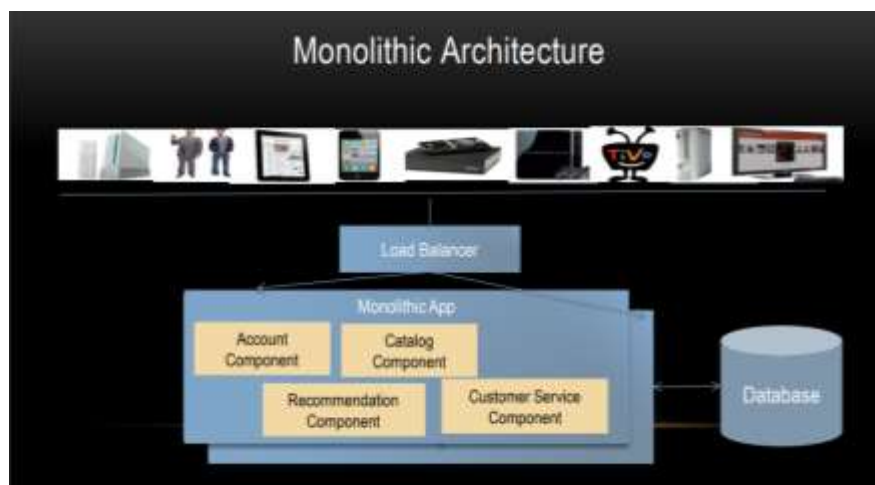 Monolithic Architecture
TiVo
Load Balancer
Monolithic App
Account
Component
Catalog
Component
Recommendation
Component
Customer Service
Component
Database